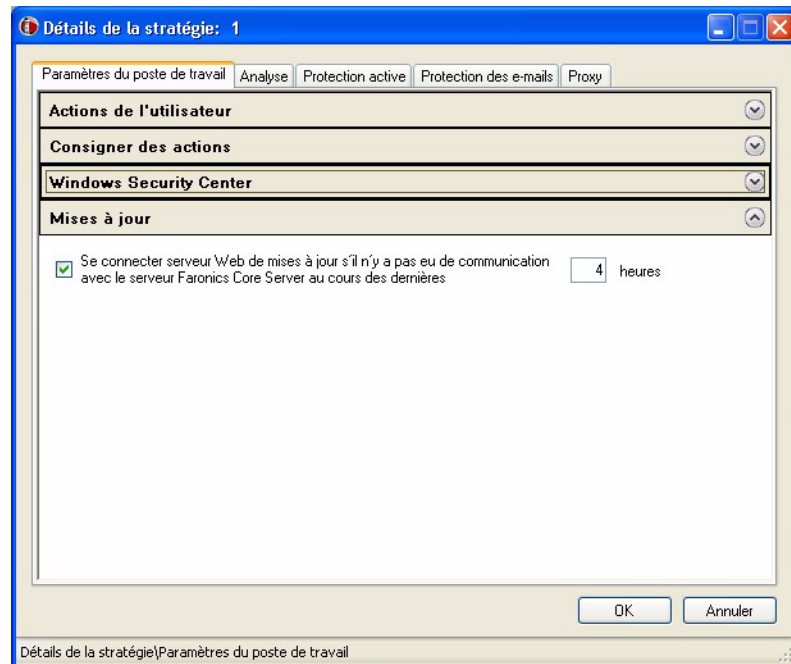 Détails de la stratégie: 1
Paramètres du poste de travail Analyse Protection active Protection des e-mails Proxy
Actions de l'utilisateur
Consigner des actions
Windows Security Center
Mises à jour
Se connecter serveur Web de mises à jour s'il n'y a pas eu de communication
avec le serveur Faronics Core Server au cours des dernières 4 heures
OK Annuler
Détails de la stratégie\Paramètres du poste de travail